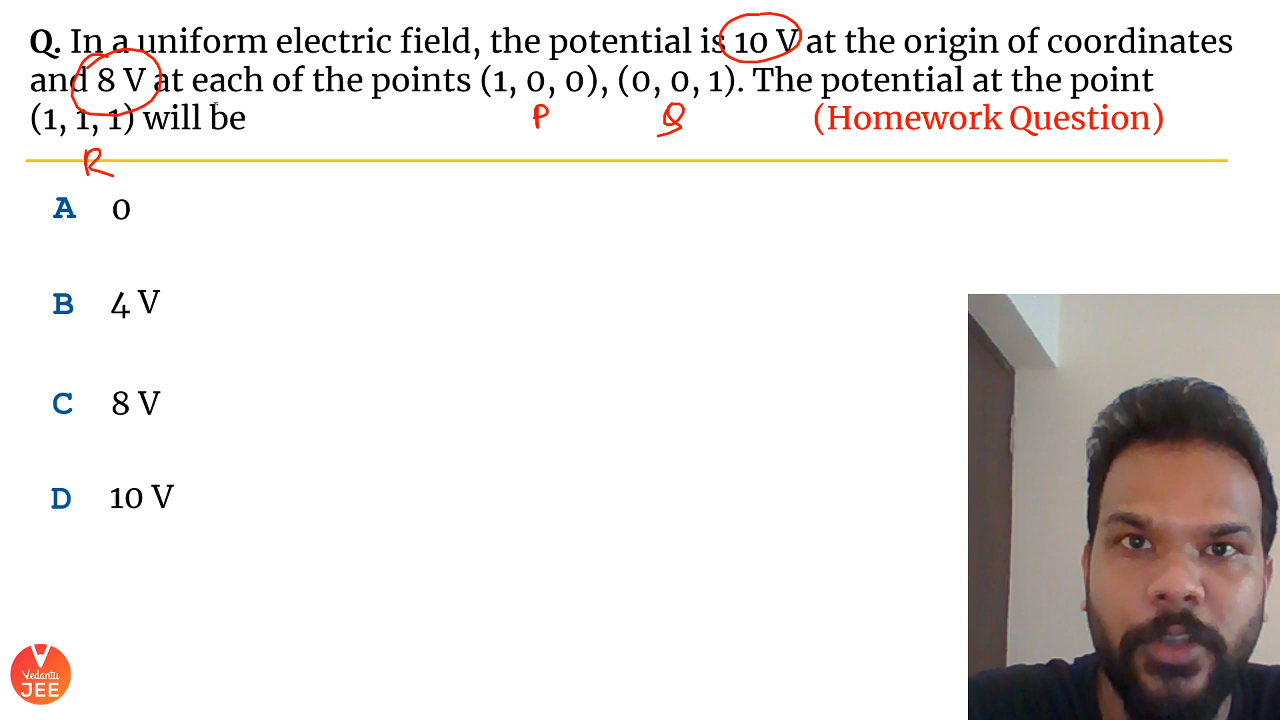 Q. In a uniform electric field, the potential is 10 V at the origin of coordinates
and 8 V at each of the points (1, 0, 0), (0, 0, 1). The potential at the point
(1, 1, 1) will be
P Q
(Homework Question)
R
A 0
B 4 V
C 8 V
D 10 V
Vedantu
JEE